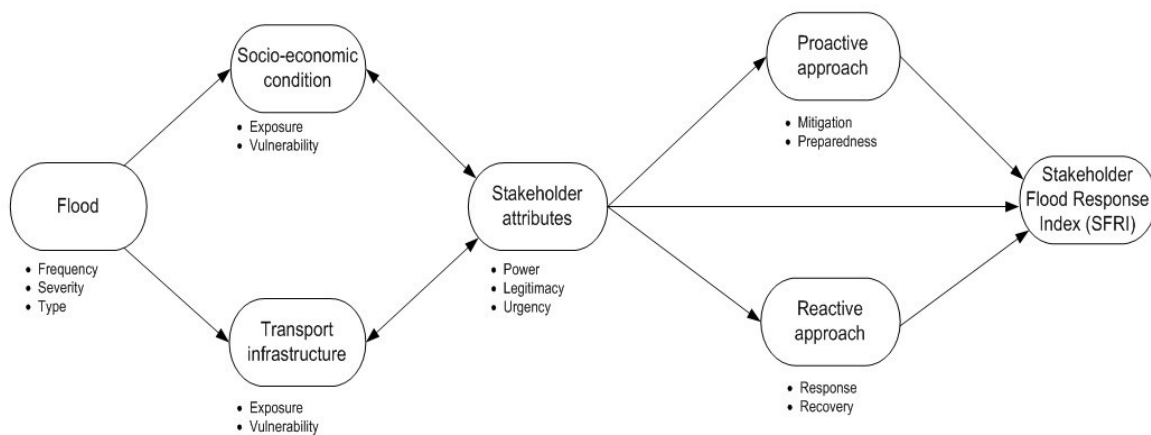 Flood
• Frequency
• Severity
• Type
Socio-economic
condition
• Exposure
• Vulnerability
Transport
infrastructure
• Exposure
• Vulnerability
Stakeholder
attributes
• Power
• Legitimacy
• Urgency
Proactive
approach
• Mitigation
• Preparedness
Reactive
approach
• Response
• Recovery
Stakeholder
Flood Response
Index (SFRI)